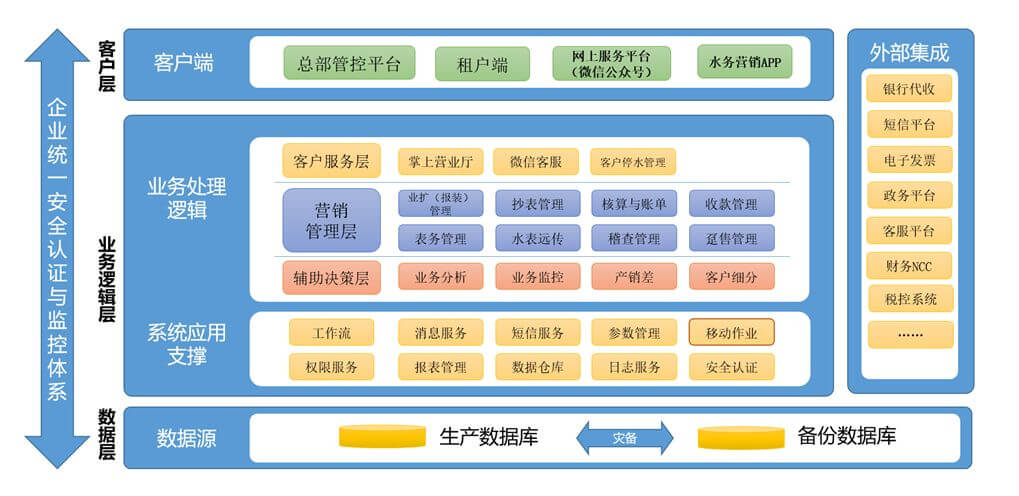 企业统一安全认证与监控体系
客户层
客户端
总部管控平台
租户端
网上服务平台
（微信公众号）
水务营销APP
业务逻辑层
业务处理
逻辑
客户服务层
掌上营业厅
微信客服
客户停水管理
营销
管理层
业扩（报装）
管理
抄表管理
核算与账单
收款管理
表务管理
水表远传
稽查管理
趸售管理
辅助决策层
业务分析
业务监控
产销差
客户细分
系统应用
支撑
工作流
消息服务
短信服务
参数管理
移动作业
权限服务
报表管理
数据仓库
日志服务
安全认证
数据层
数据源
生产数据库
灾备
备份数据库
外部集成
银行代收
短信平台
电子发票
政务平台
客服平台
财务NCC
税控系统
……